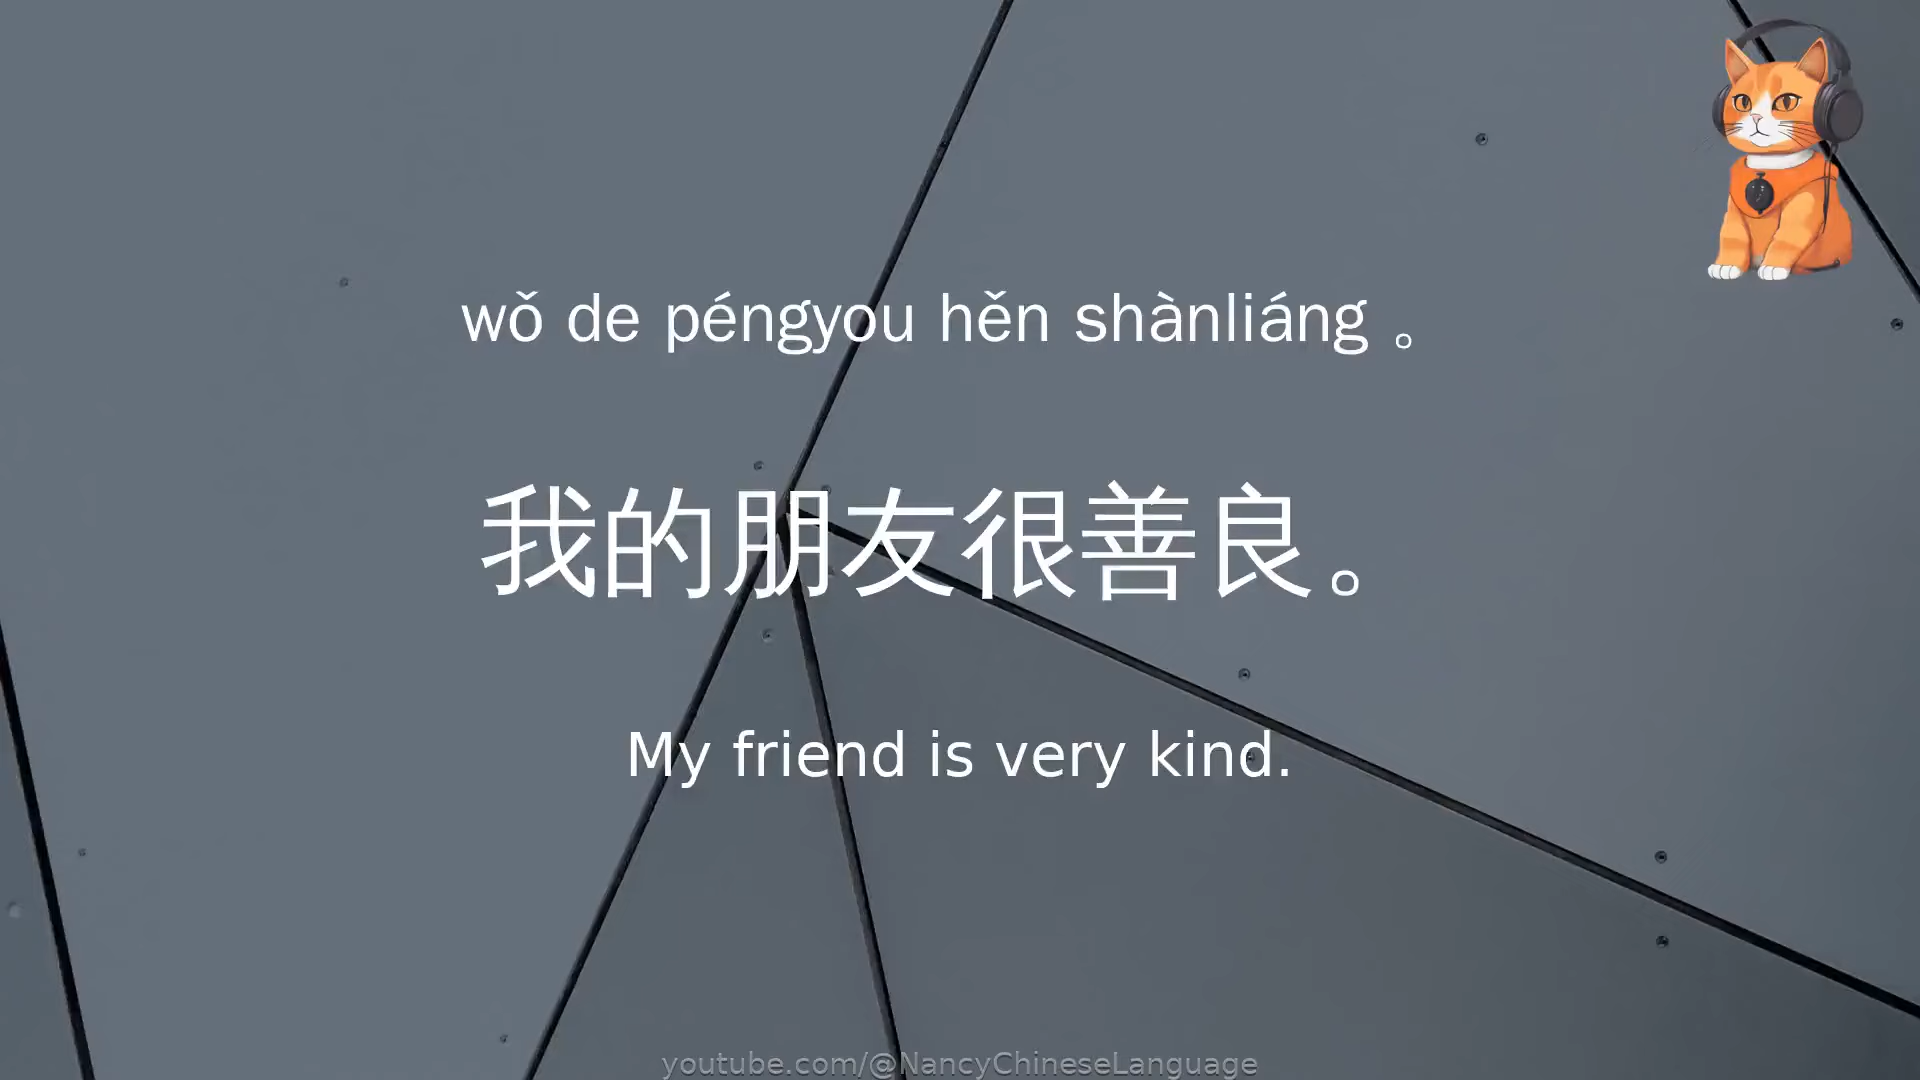 wǒ de péngyou hěn shànliáng 。
我的朋友很善良。
My friend is very kind.
youtube.com/@NancyChineseLanguage